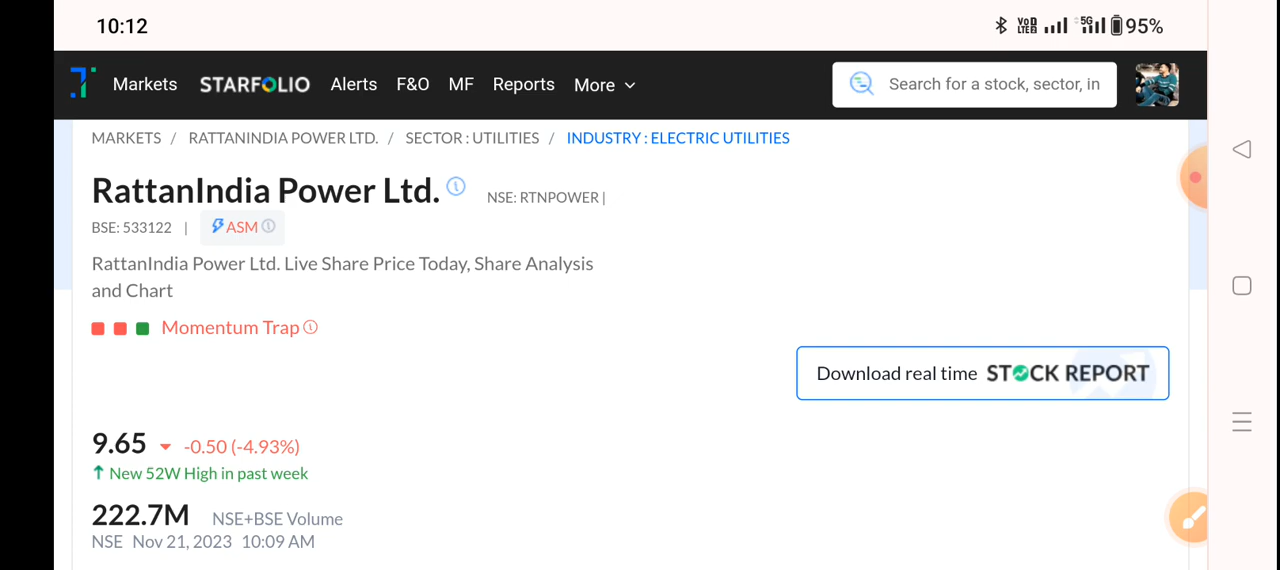 10:12
VoD LTE2 5G 95%
Markets STARFOLIO Alerts F&O MF Reports More Search for a stock, sector, in
MARKETS / RATTANINDIA POWER LTD. / SECTOR : UTILITIES / INDUSTRY : ELECTRIC UTILITIES
RattanIndia Power Ltd. NSE: RTNPOWER |
BSE: 533122 | ASM
RattanIndia Power Ltd. Live Share Price Today, Share Analysis
and Chart
Momentum Trap
Download real time STOCK REPORT
9.65 -0.50 (-4.93%)
↑ New 52W High in past week
222.7M NSE+BSE Volume
NSE Nov 21, 2023 10:09 AM